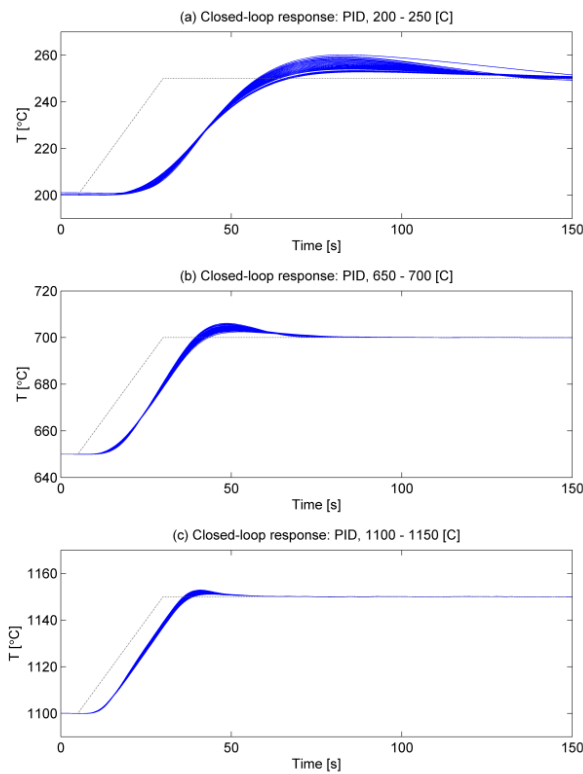 (a) Closed-loop response: PID, 200 - 250 [C]
260
240
220
200
T [°C]
0 50 100 150
Time [s]
(b) Closed-loop response: PID, 650 - 700 [C]
720
700
680
660
640
T [°C]
0 50 100 150
Time [s]
(c) Closed-loop response: PID, 1100 - 1150 [C]
1160
1140
1120
1100
T [°C]
0 50 100 150
Time [s]